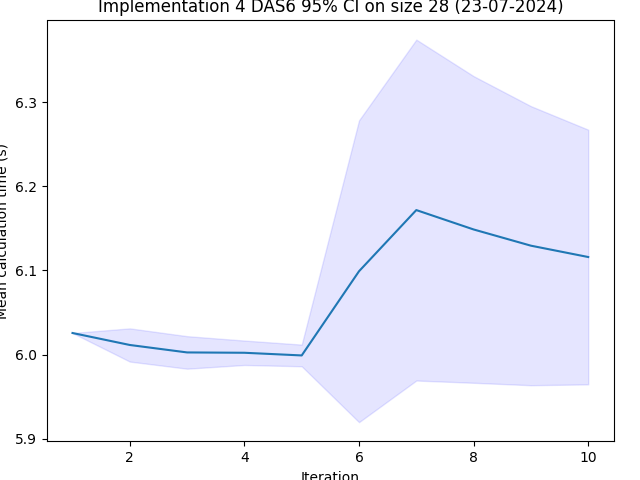 Implementation 4 DAS6 95% CI on size 28 (23-07-2024)
Mean calculation time (s)
6.3
6.2
6.1
6.0
5.9
2 4 6 8 10
Iteration